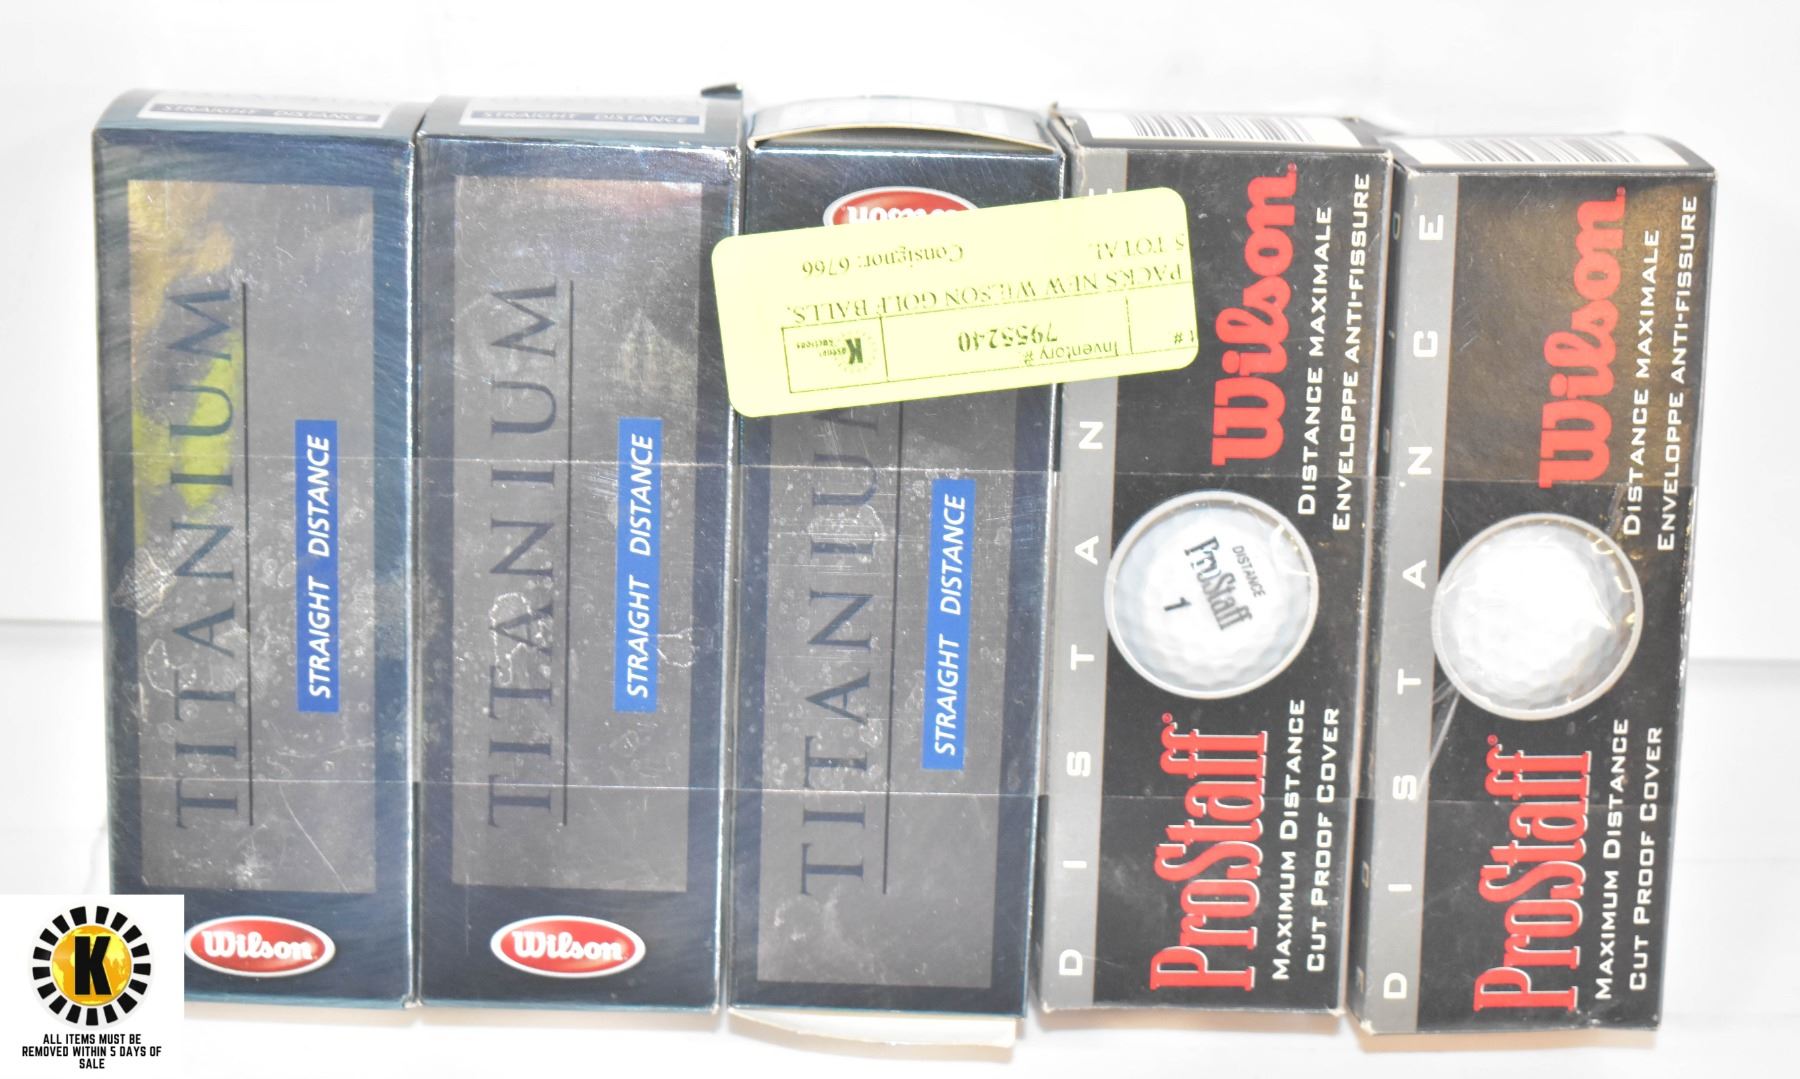 STRAIGHT DISTANCE
TITANIUM
STRAIGHT DISTANCE
Wilson
STRAIGHT DISTANCE
TITANIUM
STRAIGHT DISTANCE
Wilson
TITANIU
STRAIGHT DISTANCE
Inventory #
7955240
PACKS NEW WILSON GOLF BALLS,
5 TOTAL
Consignor: 6766
DISTAN
ProStaff
Wilson
MAXIMUM DISTANCE
CUT PROOF COVER
DISTANCE MAXIMALE
ENVELOPPE ANTI-FISSURE
DISTANCE
ProStaff
1
DISTANCE
ProStaff
Wilson
MAXIMUM DISTANCE
CUT PROOF COVER
DISTANCE MAXIMALE
ENVELOPPE ANTI-FISSURE
K
ALL ITEMS MUST BE
REMOVED WITHIN 5 DAYS OF
SALE